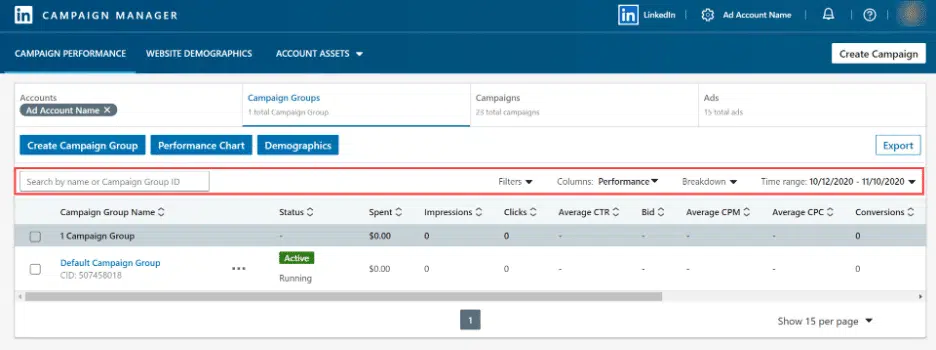 in CAMPAIGN MANAGER
in LinkedIn
Ad Account Name
CAMPAIGN PERFORMANCE WEBSITE DEMOGRAPHICS ACCOUNT ASSETS
Create Campaign
Accounts
Ad Account Name ✕
Campaign Groups
1 total Campaign Group
Campaigns
23 total campaigns
Ads
15 total ads
Create Campaign Group Performance Chart Demographics Export
Search by name or Campaign Group ID Filters Columns: Performance Breakdown Time range: 10/12/2020 - 11/10/2020
Campaign Group Name Status Spent Impressions Clicks Average CTR Bid Average CPM Average CPC Conversions
1 Campaign Group - $0.00 0 0 - - - - 0
Default Campaign Group
CID: 507458018
...
Active
Running
$0.00 0 0 - - - - 0
1
Show 15 per page